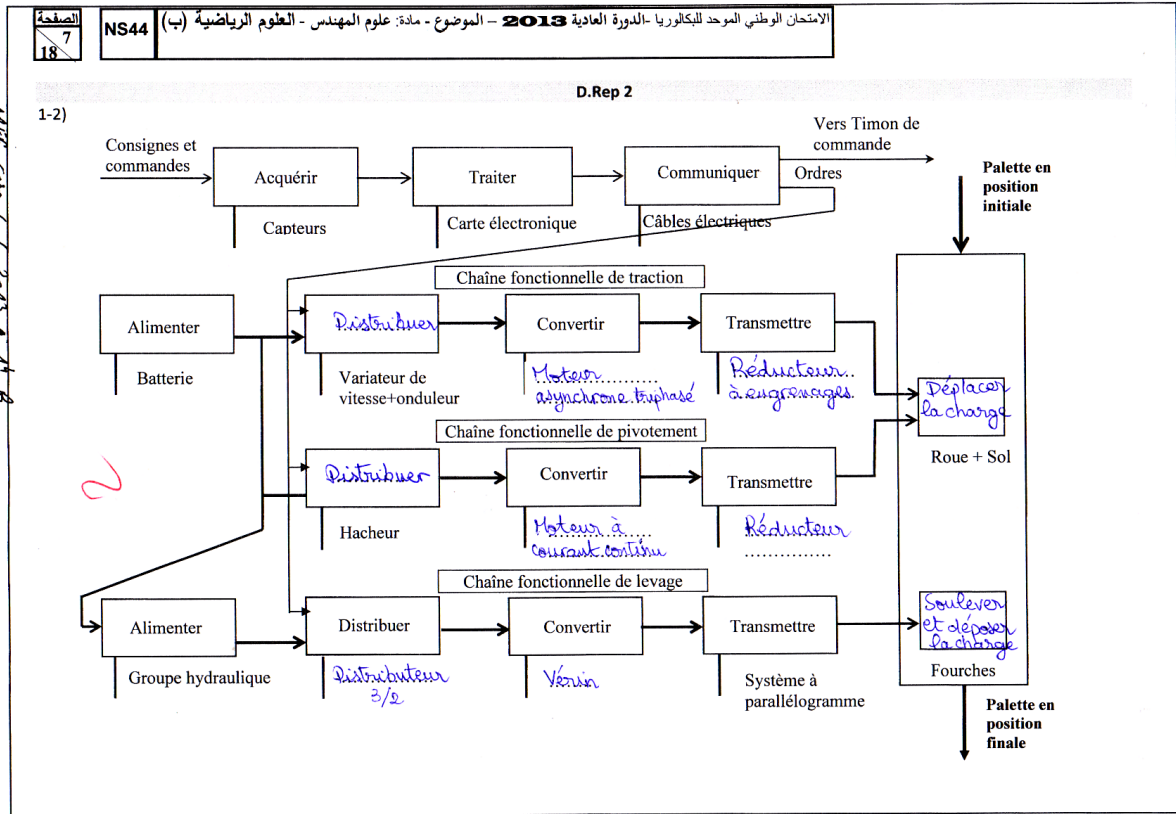 الصفحة
7
18
NS44
الامتحان الوطني الموحد للبكالوريا -الدورة العادية 2013 – الموضوع - مادة: علوم المهندس - العلوم الرياضية (ب)
D.Rep 2
1-2)
Consignes et
commandes
Acquérir
Traiter
Communiquer
Vers Timon de
commande
Ordres
Capteurs
Carte électronique
Câbles électriques
Palette en
position
initiale
Chaîne fonctionnelle de traction
Alimenter
Distribuer
Convertir
Transmettre
Batterie
Variateur de
vitesse+onduleur
Moteur
asynchrone triphasé
Réducteur
à engrenages
Déplacer
la charge
Roue + Sol
Chaîne fonctionnelle de pivotement
Distribuer
Convertir
Transmettre
Hacheur
Moteur à
courant continu
Réducteur
Chaîne fonctionnelle de levage
Alimenter
Distribuer
Convertir
Transmettre
Soulever
et déposer
la charge
Groupe hydraulique
Distributeur
3/2
Vérin
Système à
parallélogramme
Fourches
Palette en
position
finale